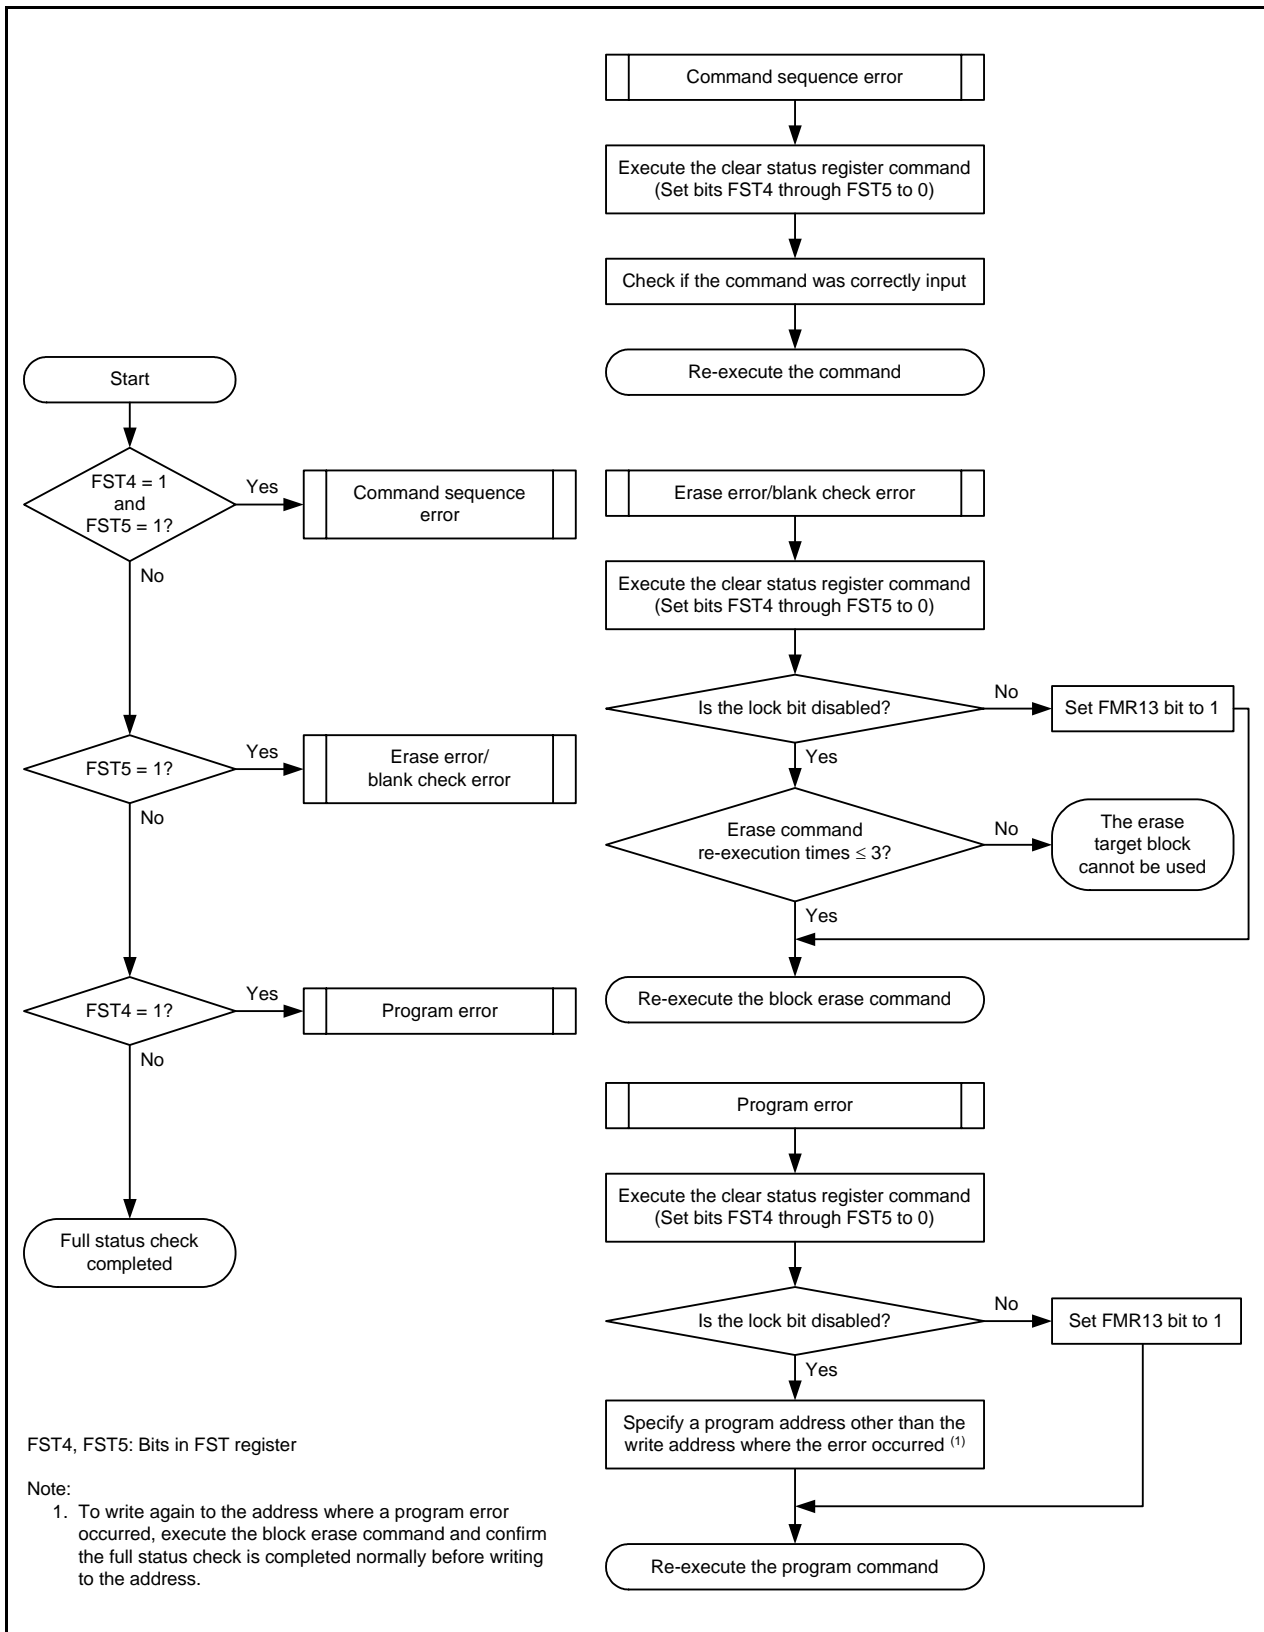 Command sequence error
Execute the clear status register command
(Set bits FST4 through FST5 to 0)
Check if the command was correctly input
Re-execute the command
Start
FST4 = 1
and
FST5 = 1?
Yes
No
Command sequence
error
FST5 = 1?
Yes
No
Erase error/
blank check error
FST4 = 1?
Yes
No
Program error
Full status check
completed
Erase error/blank check error
Execute the clear status register command
(Set bits FST4 through FST5 to 0)
Is the lock bit disabled?
No
Set FMR13 bit to 1
Yes
Erase command
re-execution times ≤ 3?
No
The erase
target block
cannot be used
Yes
Re-execute the block erase command
Program error
Execute the clear status register command
(Set bits FST4 through FST5 to 0)
Is the lock bit disabled?
No
Set FMR13 bit to 1
Yes
Specify a program address other than the
write address where the error occurred (1)
Re-execute the program command
FST4, FST5: Bits in FST register
Note:
1. To write again to the address where a program error
occurred, execute the block erase command and confirm
the full status check is completed normally before writing
to the address.